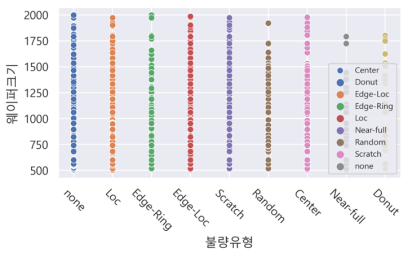 웨이퍼크기
2000
1750
1500
1250
1000
750
500
Center
Donut
Edge-Loc
Edge-Ring
Loc
Near-full
Random
Scratch
none
none
Loc
Edge-Ring
Edge-Loc
Scratch
Random
Center
Near-full
Donut
불량유형